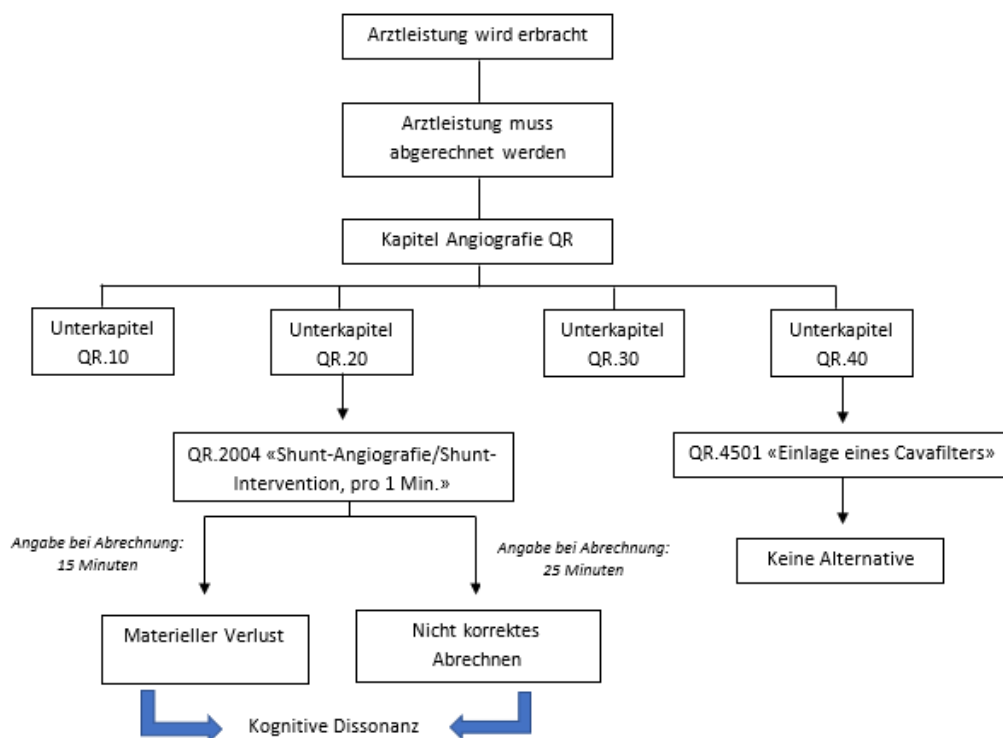 Arztleistung wird erbracht
Arztleistung muss
abgerechnet werden
Kapitel Angiografie QR
Unterkapitel
QR.10
Unterkapitel
QR.20
Unterkapitel
QR.30
Unterkapitel
QR.40
QR.2004 «Shunt-Angiografie/Shunt-
Intervention, pro 1 Min.»
QR.4501 «Einlage eines Cavafilters»
Angabe bei Abrechnung:
15 Minuten
Angabe bei Abrechnung:
25 Minuten
Keine Alternative
Materieller Verlust
Nicht korrektes
Abrechnen
Kognitive Dissonanz